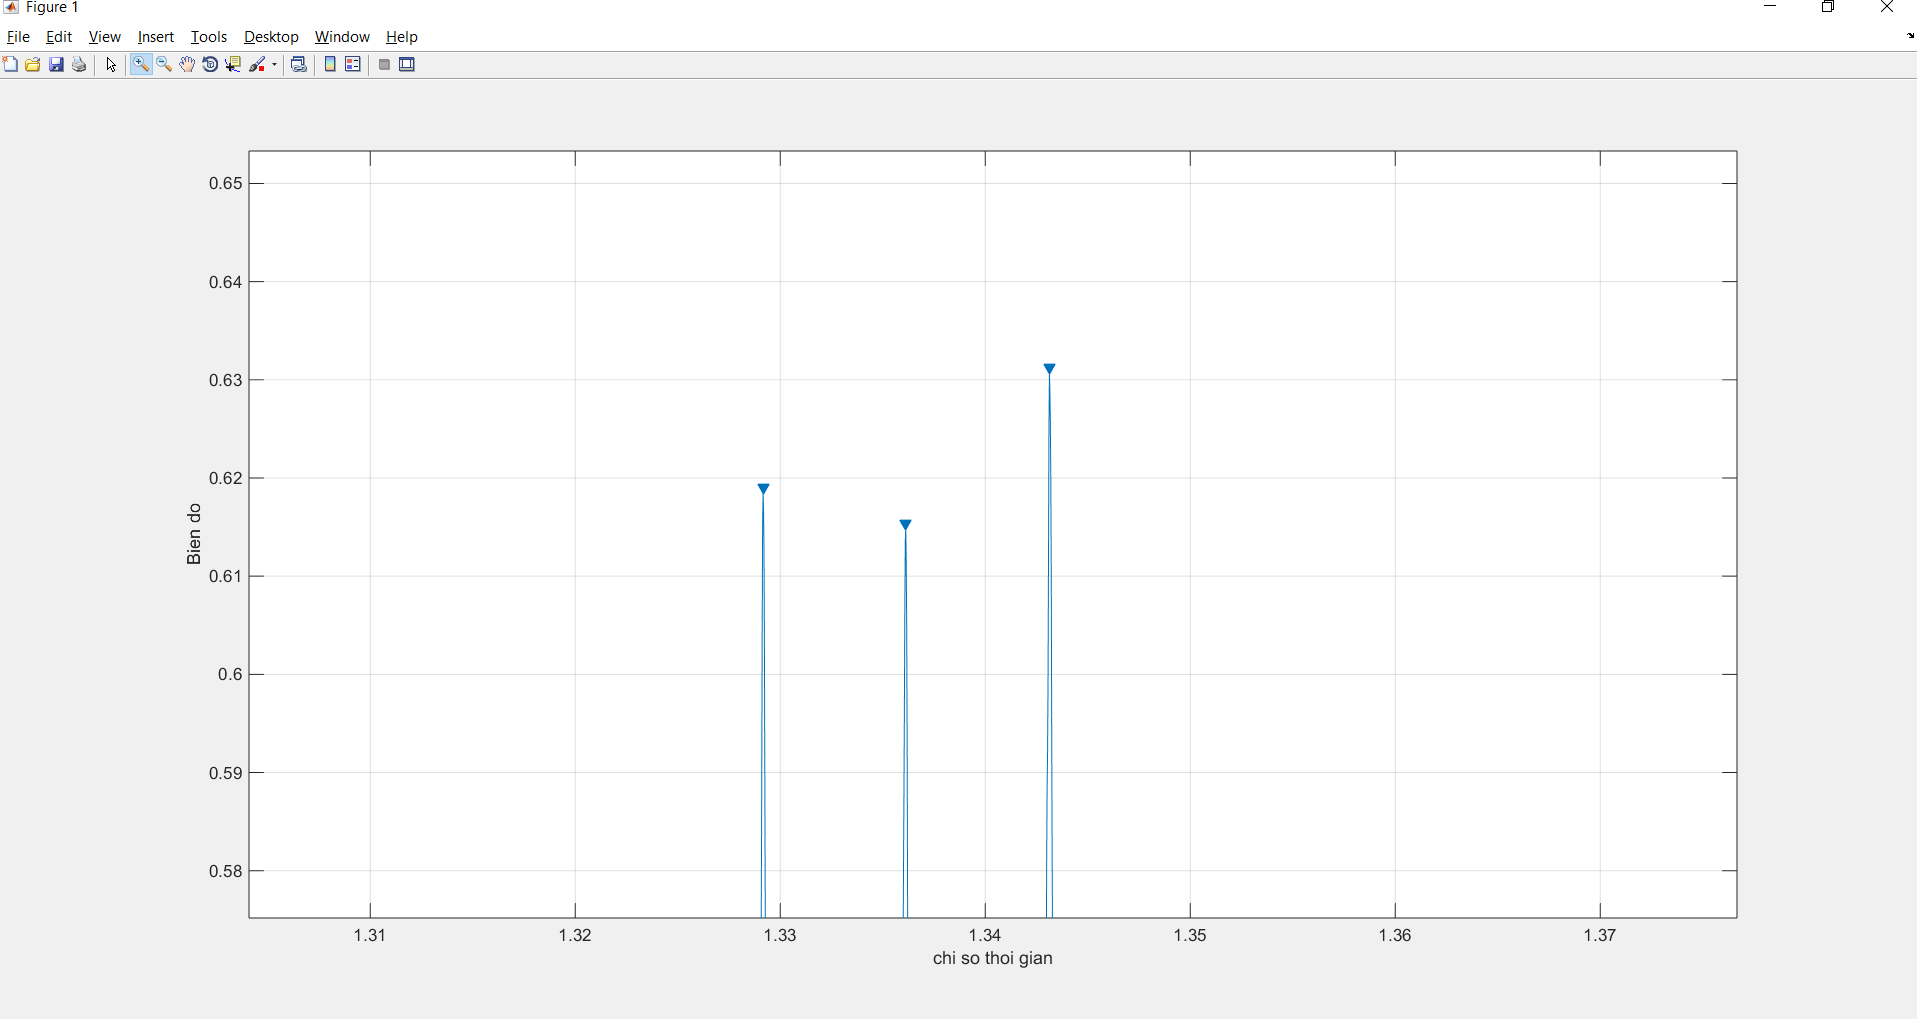 Figure 1
File Edit View Insert Tools Desktop Window Help
0.65
0.64
0.63
0.62
0.61
0.6
0.59
0.58
Bien do
1.31 1.32 1.33 1.34 1.35 1.36 1.37
chi so thoi gian